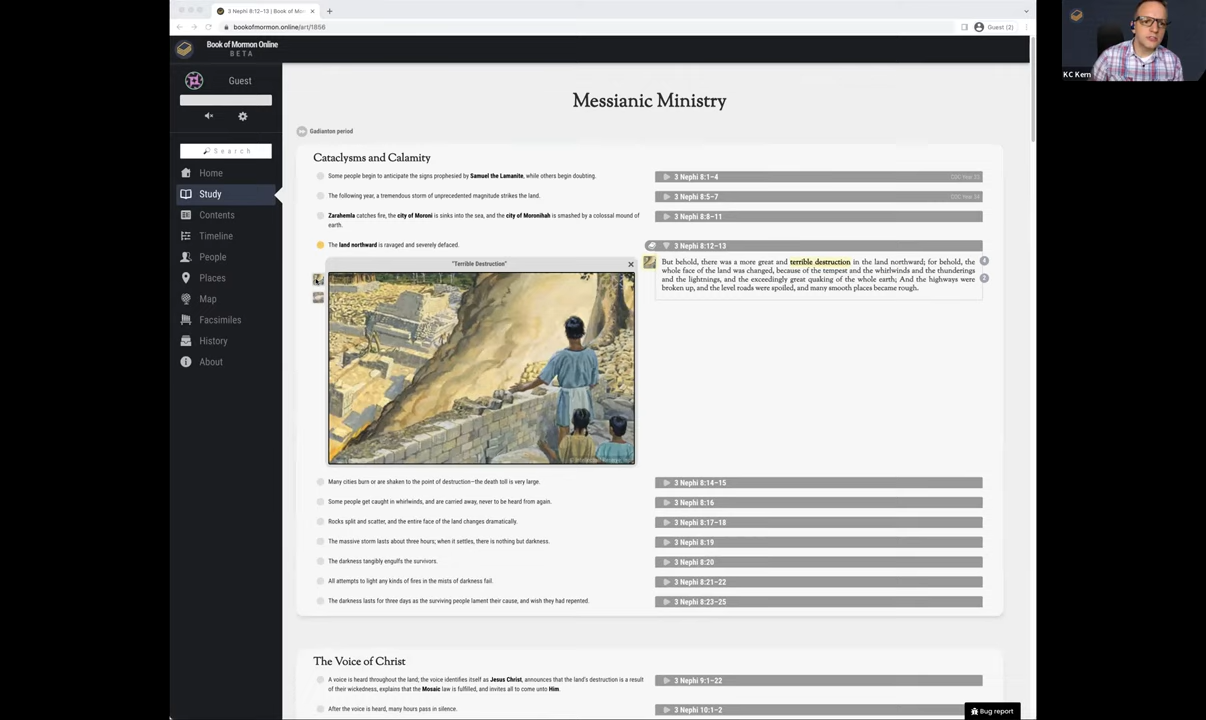 3 Nephi 8:12–13 | Book of Morm
bookofmormon.online/art/1856
Guest (2)
KC Kern
Book of Mormon Online
BETA
Guest
Search
Home
Study
Contents
Timeline
People
Places
Map
Facsimiles
History
About
Messianic Ministry
Gadianton period
Cataclysms and Calamity
Some people begin to anticipate the signs prophesied by Samuel the Lamanite, while others begin doubting.
3 Nephi 8:1–4
The following year, a tremendous storm of unprecedented magnitude strikes the land.
3 Nephi 8:5–7
Zarahemla catches fire, the city of Moroni is sinks into the sea, and the city of Moronihah is smashed by a colossal mound of
earth.
3 Nephi 8:8–11
The land northward is ravaged and severely defaced.
3 Nephi 8:12–13
"Terrible Destruction"
But behold, there was a more great and terrible destruction in the land northward; for behold, the
whole face of the land was changed, because of the tempest and the whirlwinds and the thunderings
and the lightnings, and the exceedingly great quaking of the whole earth; And the highways were
broken up, and the level roads were spoiled, and many smooth places became rough.
4
2
Many cities burn or are shaken to the point of destruction—the death toll is very large.
3 Nephi 8:14–15
Some people get caught in whirlwinds, and are carried away, never to be heard from again.
3 Nephi 8:16
Rocks split and scatter, and the entire face of the land changes dramatically.
3 Nephi 8:17–18
The massive storm lasts about three hours; when it settles, there is nothing but darkness.
3 Nephi 8:19
The darkness tangibly engulfs the survivors.
3 Nephi 8:20
All attempts to light any kinds of fires in the mists of darkness fail.
3 Nephi 8:21–22
The darkness lasts for three days as the surviving people lament their cause, and wish they had repented.
3 Nephi 8:23–25
The Voice of Christ
A voice is heard throughout the land; the voice identifies itself as Jesus Christ, announces that the land's destruction is a result
of their wickedness, explains that the Mosaic law is fulfilled, and invites all to come unto Him.
3 Nephi 9:1–22
After the voice is heard, many hours pass in silence.
3 Nephi 10:1–2
Bug report